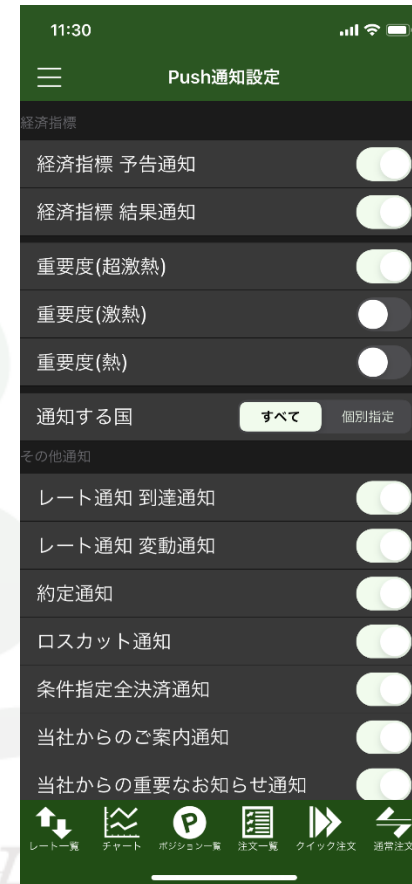 11:30
Push通知設定
経済指標
経済指標 予告通知
経済指標 結果通知
重要度(超激熱)
重要度(激熱)
重要度(熱)
通知する国 すべて 個別指定
その他通知
レート通知 到達通知
レート通知 変動通知
約定通知
ロスカット通知
条件指定全決済通知
当社からのご案内通知
当社からの重要なお知らせ通知
P
レート一覧 チャート ポジション一覧 注文一覧 クイック注文 通常注文